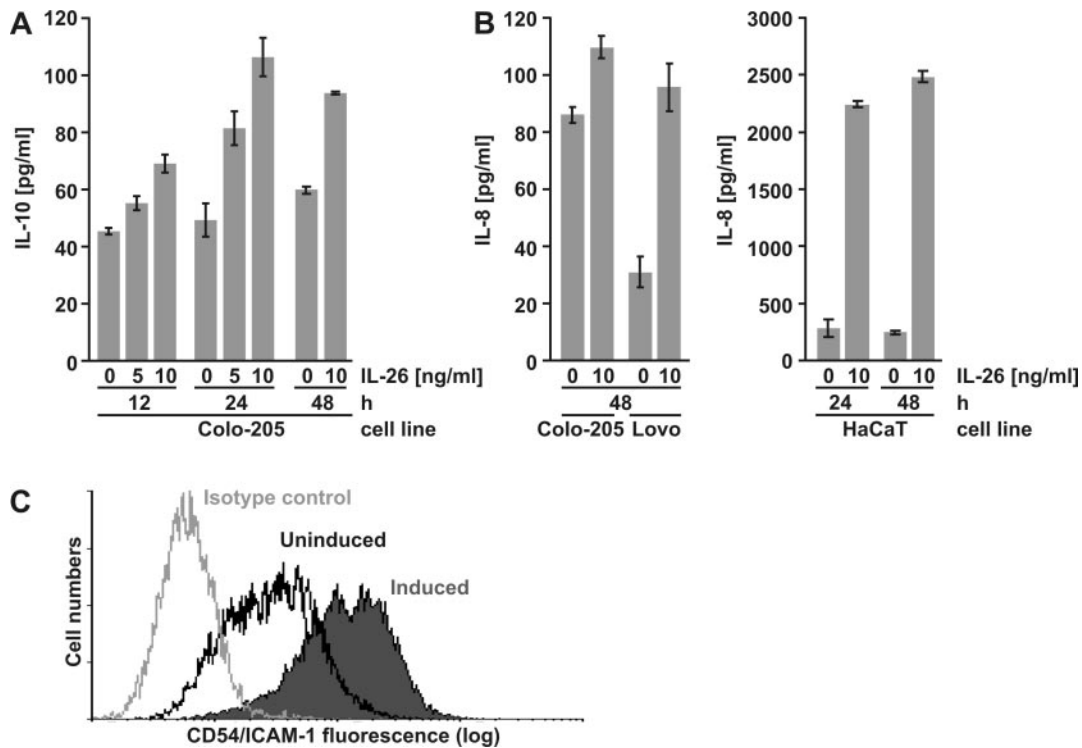 A
IL-10 [pg/ml]
120
100
80
60
40
20
0
0 5 10 0 5 10 0 10 IL-26 [ng/ml]
12 24 48 h
Colo-205 cell line
B
IL-8 [pg/ml]
120
100
80
60
40
20
0
0 10 0 10
48
Colo-205 Lovo
IL-8 [pg/ml]
3000
2500
2000
1500
1000
500
0
0 10 0 10 IL-26 [ng/ml]
24 48 h
HaCaT cell line
C
Isotype control
Uninduced
Induced
Cell numbers
CD54/ICAM-1 fluorescence (log)